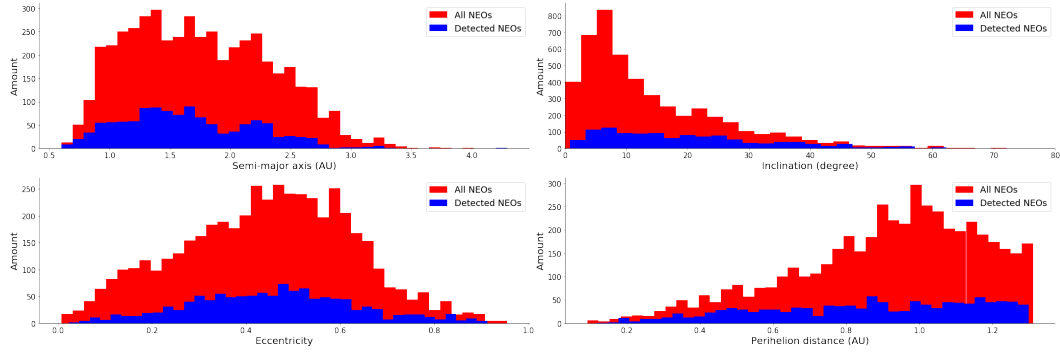 All NEOs
Detected NEOs
Amount
300
250
200
150
100
50
0
0.5 1.0 1.5 2.0 2.5 3.0 3.5 4.0
Semi-major axis (AU)
All NEOs
Detected NEOs
Amount
800
700
600
500
400
300
200
100
0
0 10 20 30 40 50 60 70 80
Inclination (degree)
All NEOs
Detected NEOs
Amount
250
200
150
100
50
0
0.0 0.2 0.4 0.6 0.8 1.0
Eccentricity
All NEOs
Detected NEOs
Amount
300
250
200
150
100
50
0
0.2 0.4 0.6 0.8 1.0 1.2
Perihelion distance (AU)